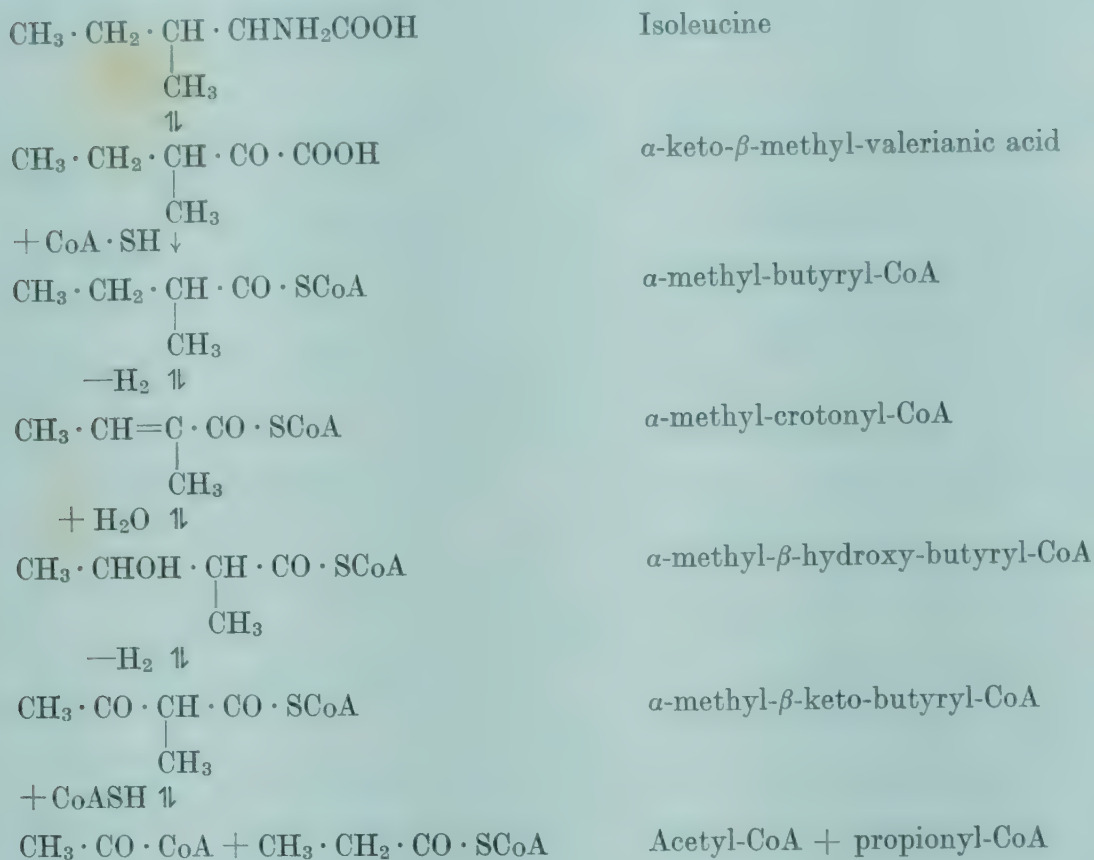 CH₃ · CH₂ · CH · CHNH₂COOH Isoleucine
|
CH₃
⥮
CH₃ · CH₂ · CH · CO · COOH α-keto-β-methyl-valerianic acid
|
CH₃
+ CoA · SH ↓
CH₃ · CH₂ · CH · CO · SCoA α-methyl-butyryl-CoA
|
CH₃
—H₂ ⥮
CH₃ · CH=C · CO · SCoA α-methyl-crotonyl-CoA
|
CH₃
+ H₂O ⥮
CH₃ · CHOH · CH · CO · SCoA α-methyl-β-hydroxy-butyryl-CoA
|
CH₃
—H₂ ⥮
CH₃ · CO · CH · CO · SCoA α-methyl-β-keto-butyryl-CoA
|
CH₃
+CoASH ⥮
CH₃ · CO · CoA + CH₃ · CH₂ · CO · SCoA Acetyl-CoA + propionyl-CoA